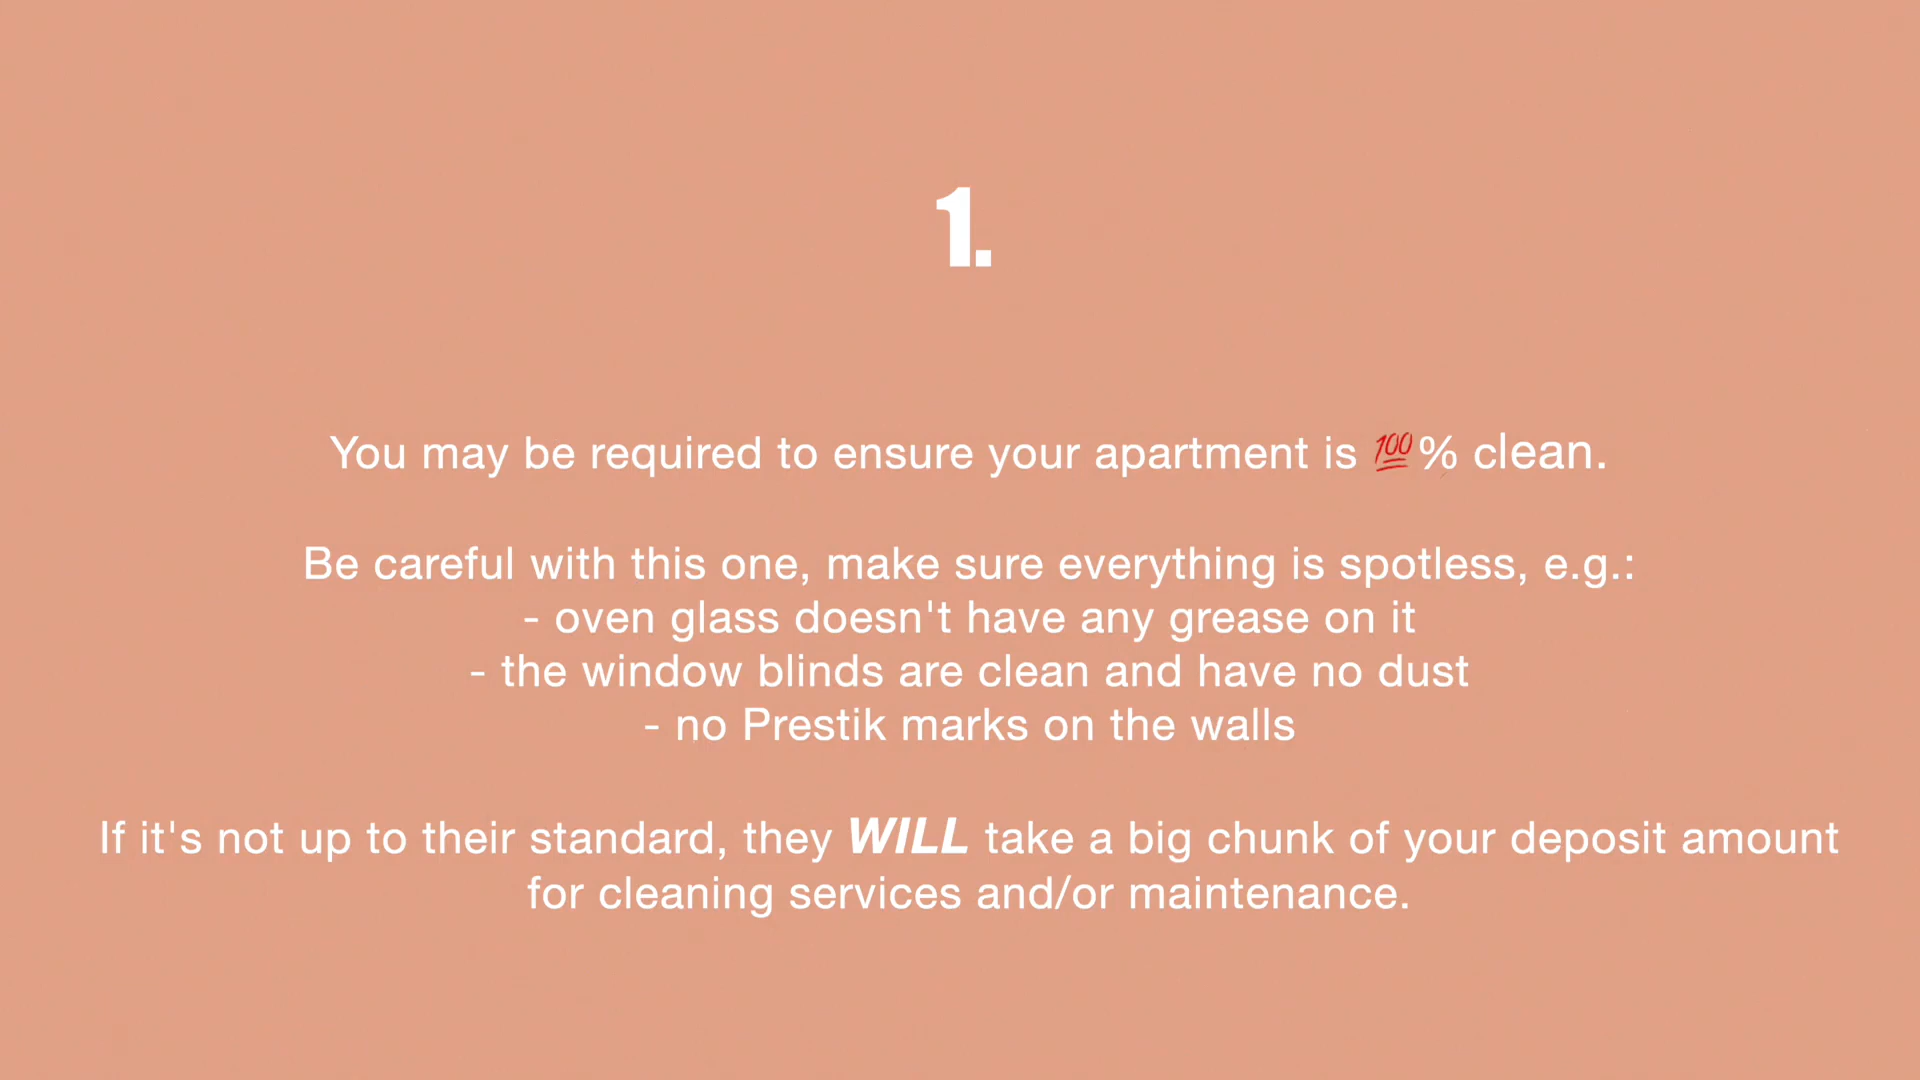 1.
You may be required to ensure your apartment is 💯% clean.
Be careful with this one, make sure everything is spotless, e.g.:
- oven glass doesn't have any grease on it
- the window blinds are clean and have no dust
- no Prestik marks on the walls
If it's not up to their standard, they WILL take a big chunk of your deposit amount
for cleaning services and/or maintenance.